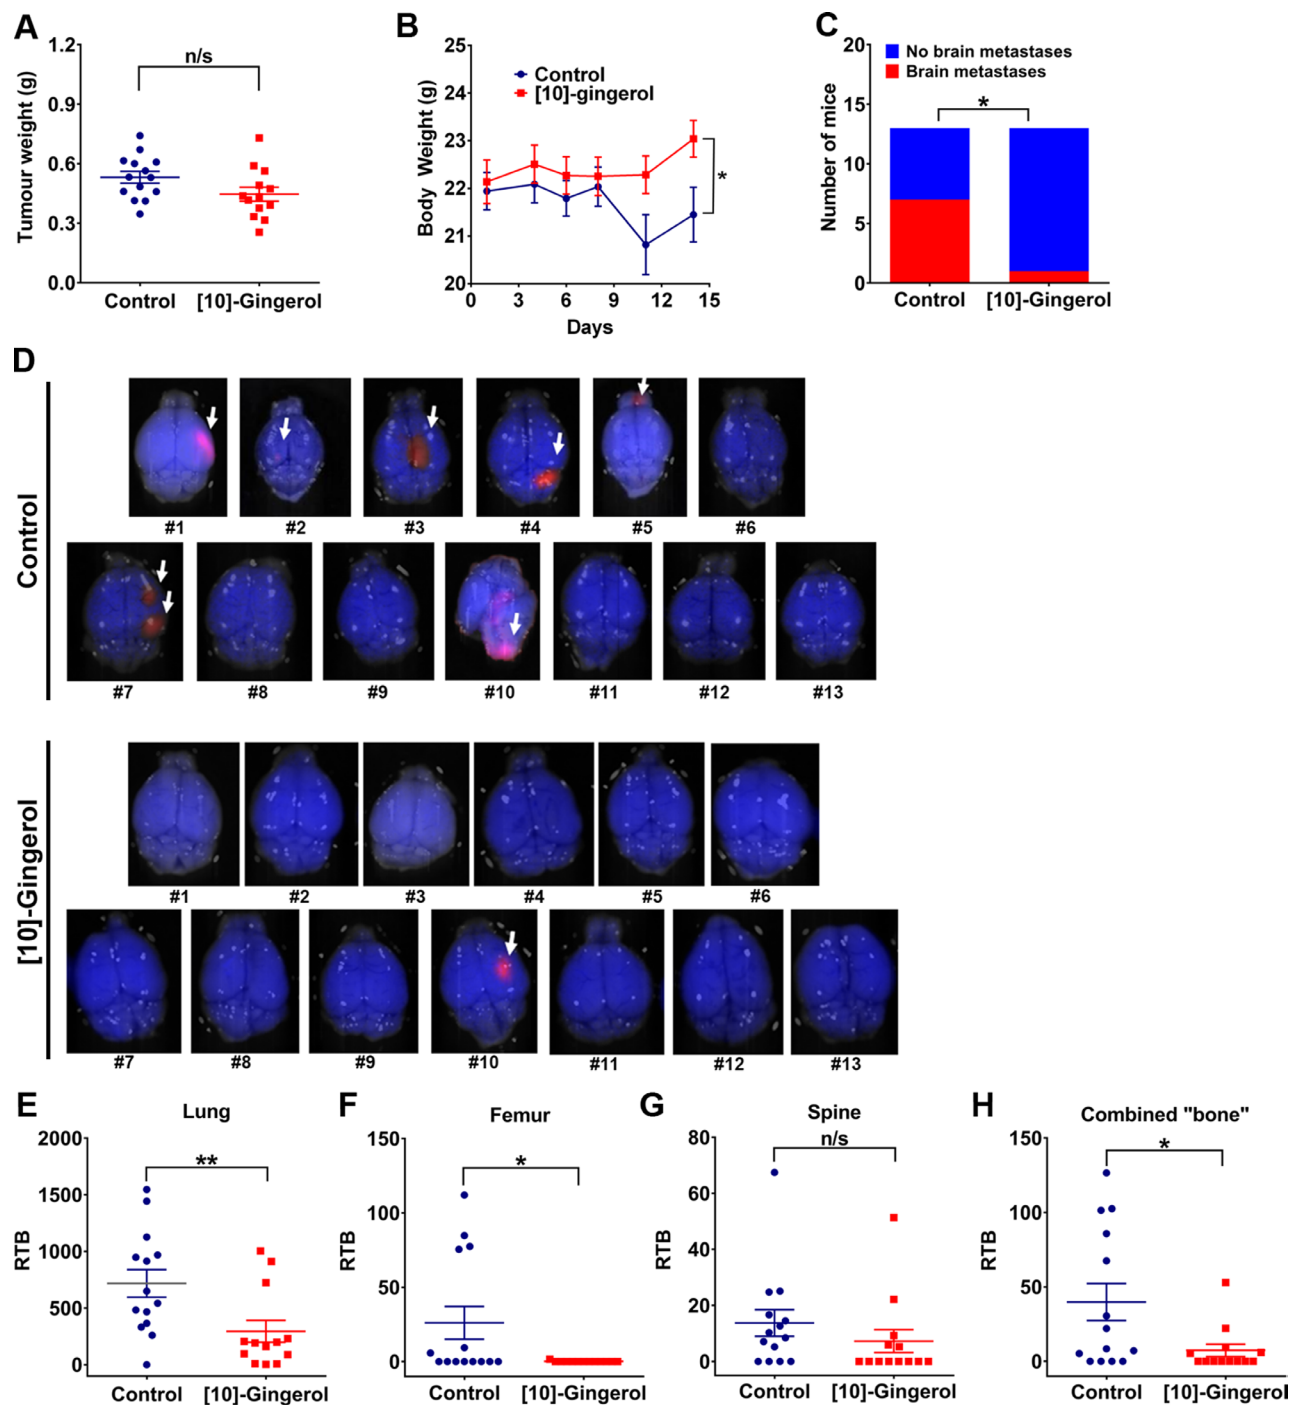 A
Tumour weight (g)
1.2
0.9
0.6
0.3
0.0
n/s
Control
[10]-Gingerol
B
Body Weight (g)
25
24
23
22
21
20
Control
[10]-gingerol
*
0 3 6 9 12 15
Days
C
Number of mice
20
15
10
5
0
No brain metastases
Brain metastases
*
Control
[10]-Gingerol
D
Control
#1 #2 #3 #4 #5 #6
#7 #8 #9 #10 #11 #12 #13
[10]-Gingerol
#1 #2 #3 #4 #5 #6
#7 #8 #9 #10 #11 #12 #13
E
Lung
RTB
2000
1500
1000
500
0
**
Control
[10]-Gingerol
F
Femur
RTB
150
100
50
0
*
Control
[10]-Gingerol
G
Spine
RTB
80
60
40
20
0
n/s
Control
[10]-Gingerol
H
Combined "bone"
RTB
150
100
50
0
*
Control
[10]-Gingerol